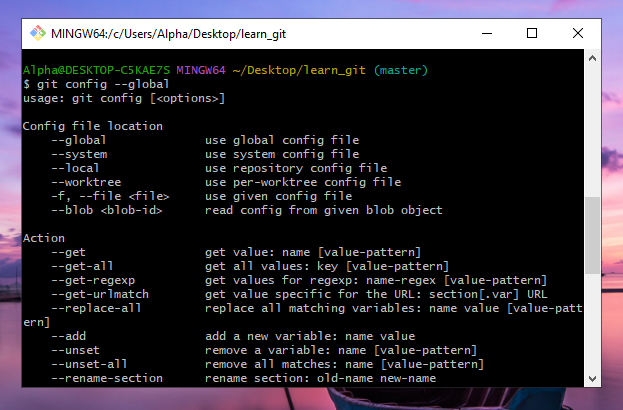 MINGW64:/c/Users/Alpha/Desktop/learn_git
Alpha@DESKTOP-C5KAE7S MINGW64 ~/Desktop/learn_git (master)
$ git config --global
usage: git config [<options>]
Config file location
--global use global config file
--system use system config file
--local use repository config file
--worktree use per-worktree config file
-f, --file <file> use given config file
--blob <blob-id> read config from given blob object
Action
--get get value: name [value-pattern]
--get-all get all values: key [value-pattern]
--get-regexp get values for regexp: name-regex [value-pattern]
--get-urlmatch get value specific for the URL: section[.var] URL
--replace-all replace all matching variables: name value [value-patt
ern]
--add add a new variable: name value
--unset remove a variable: name [value-pattern]
--unset-all remove all matches: name [value-pattern]
--rename-section rename section: old-name new-name